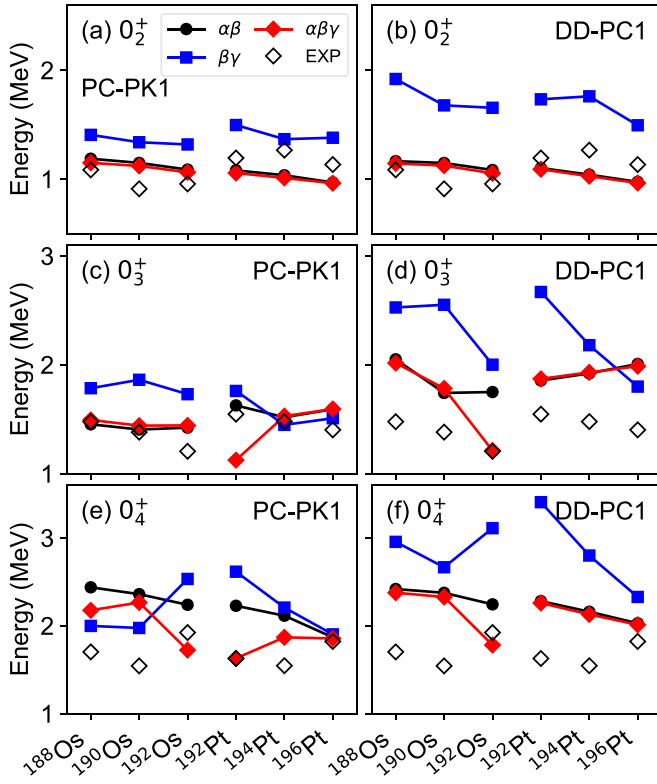 (a) 0₂⁺
αβ
αβγ
βγ
EXP
PC-PK1
(b) 0₂⁺ DD-PC1
Energy (MeV)
2
1
(c) 0₃⁺ PC-PK1
(d) 0₃⁺ DD-PC1
Energy (MeV)
3
2
1
(e) 0₄⁺ PC-PK1
(f) 0₄⁺ DD-PC1
Energy (MeV)
3
2
1
¹⁸⁸Os ¹⁹⁰Os ¹⁹²Os ¹⁹²Pt ¹⁹⁴Pt ¹⁹⁶Pt
¹⁸⁸Os ¹⁹⁰Os ¹⁹²Os ¹⁹²Pt ¹⁹⁴Pt ¹⁹⁶Pt